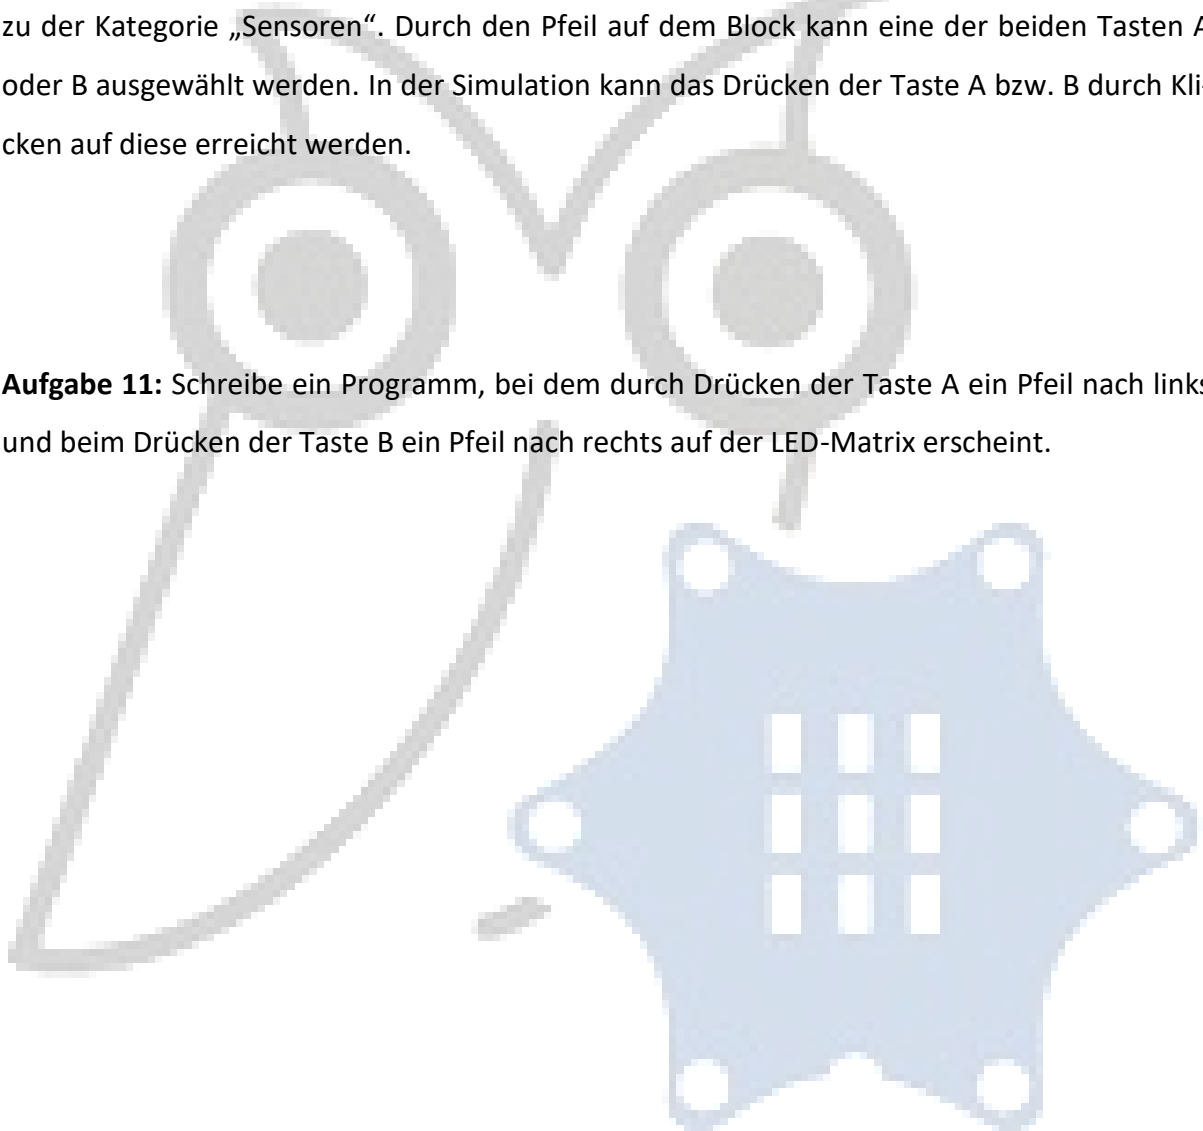 zu der Kategorie „Sensoren“. Durch den Pfeil auf dem Block kann eine der beiden Tasten A
oder B ausgewählt werden. In der Simulation kann das Drücken der Taste A bzw. B durch Kli-
cken auf diese erreicht werden.
Aufgabe 11: Schreibe ein Programm, bei dem durch Drücken der Taste A ein Pfeil nach links
und beim Drücken der Taste B ein Pfeil nach rechts auf der LED-Matrix erscheint.